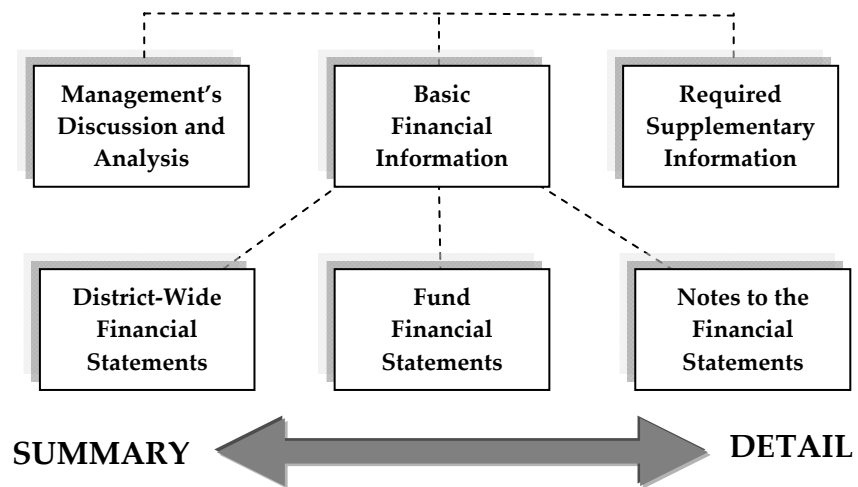 Management’s
Discussion and
Analysis
Basic
Financial
Information
Required
Supplementary
Information
District-Wide
Financial
Statements
Fund
Financial
Statements
Notes to the
Financial
Statements
SUMMARY
DETAIL